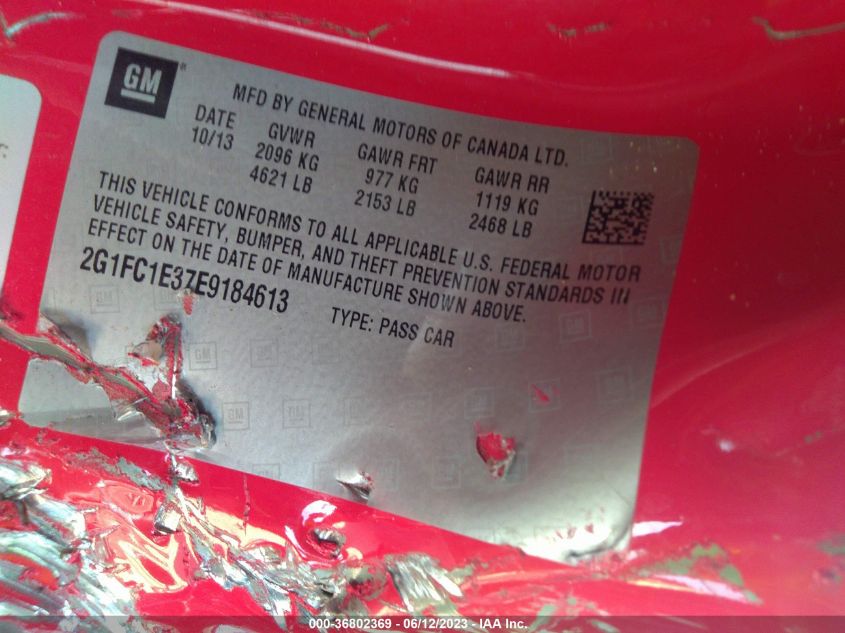 GM
®
MFD BY GENERAL MOTORS OF CANADA LTD.
DATE GVWR GAWR FRT GAWR RR
10/13 2096 KG 977 KG 1119 KG
4621 LB 2153 LB 2468 LB
THIS VEHICLE CONFORMS TO ALL APPLICABLE U.S. FEDERAL MOTOR
VEHICLE SAFETY, BUMPER, AND THEFT PREVENTION STANDARDS IN
EFFECT ON THE DATE OF MANUFACTURE SHOWN ABOVE.
2G1FC1E37E9184613
TYPE: PASS CAR
000-36802369 - 06/12/2023 - IAA Inc.